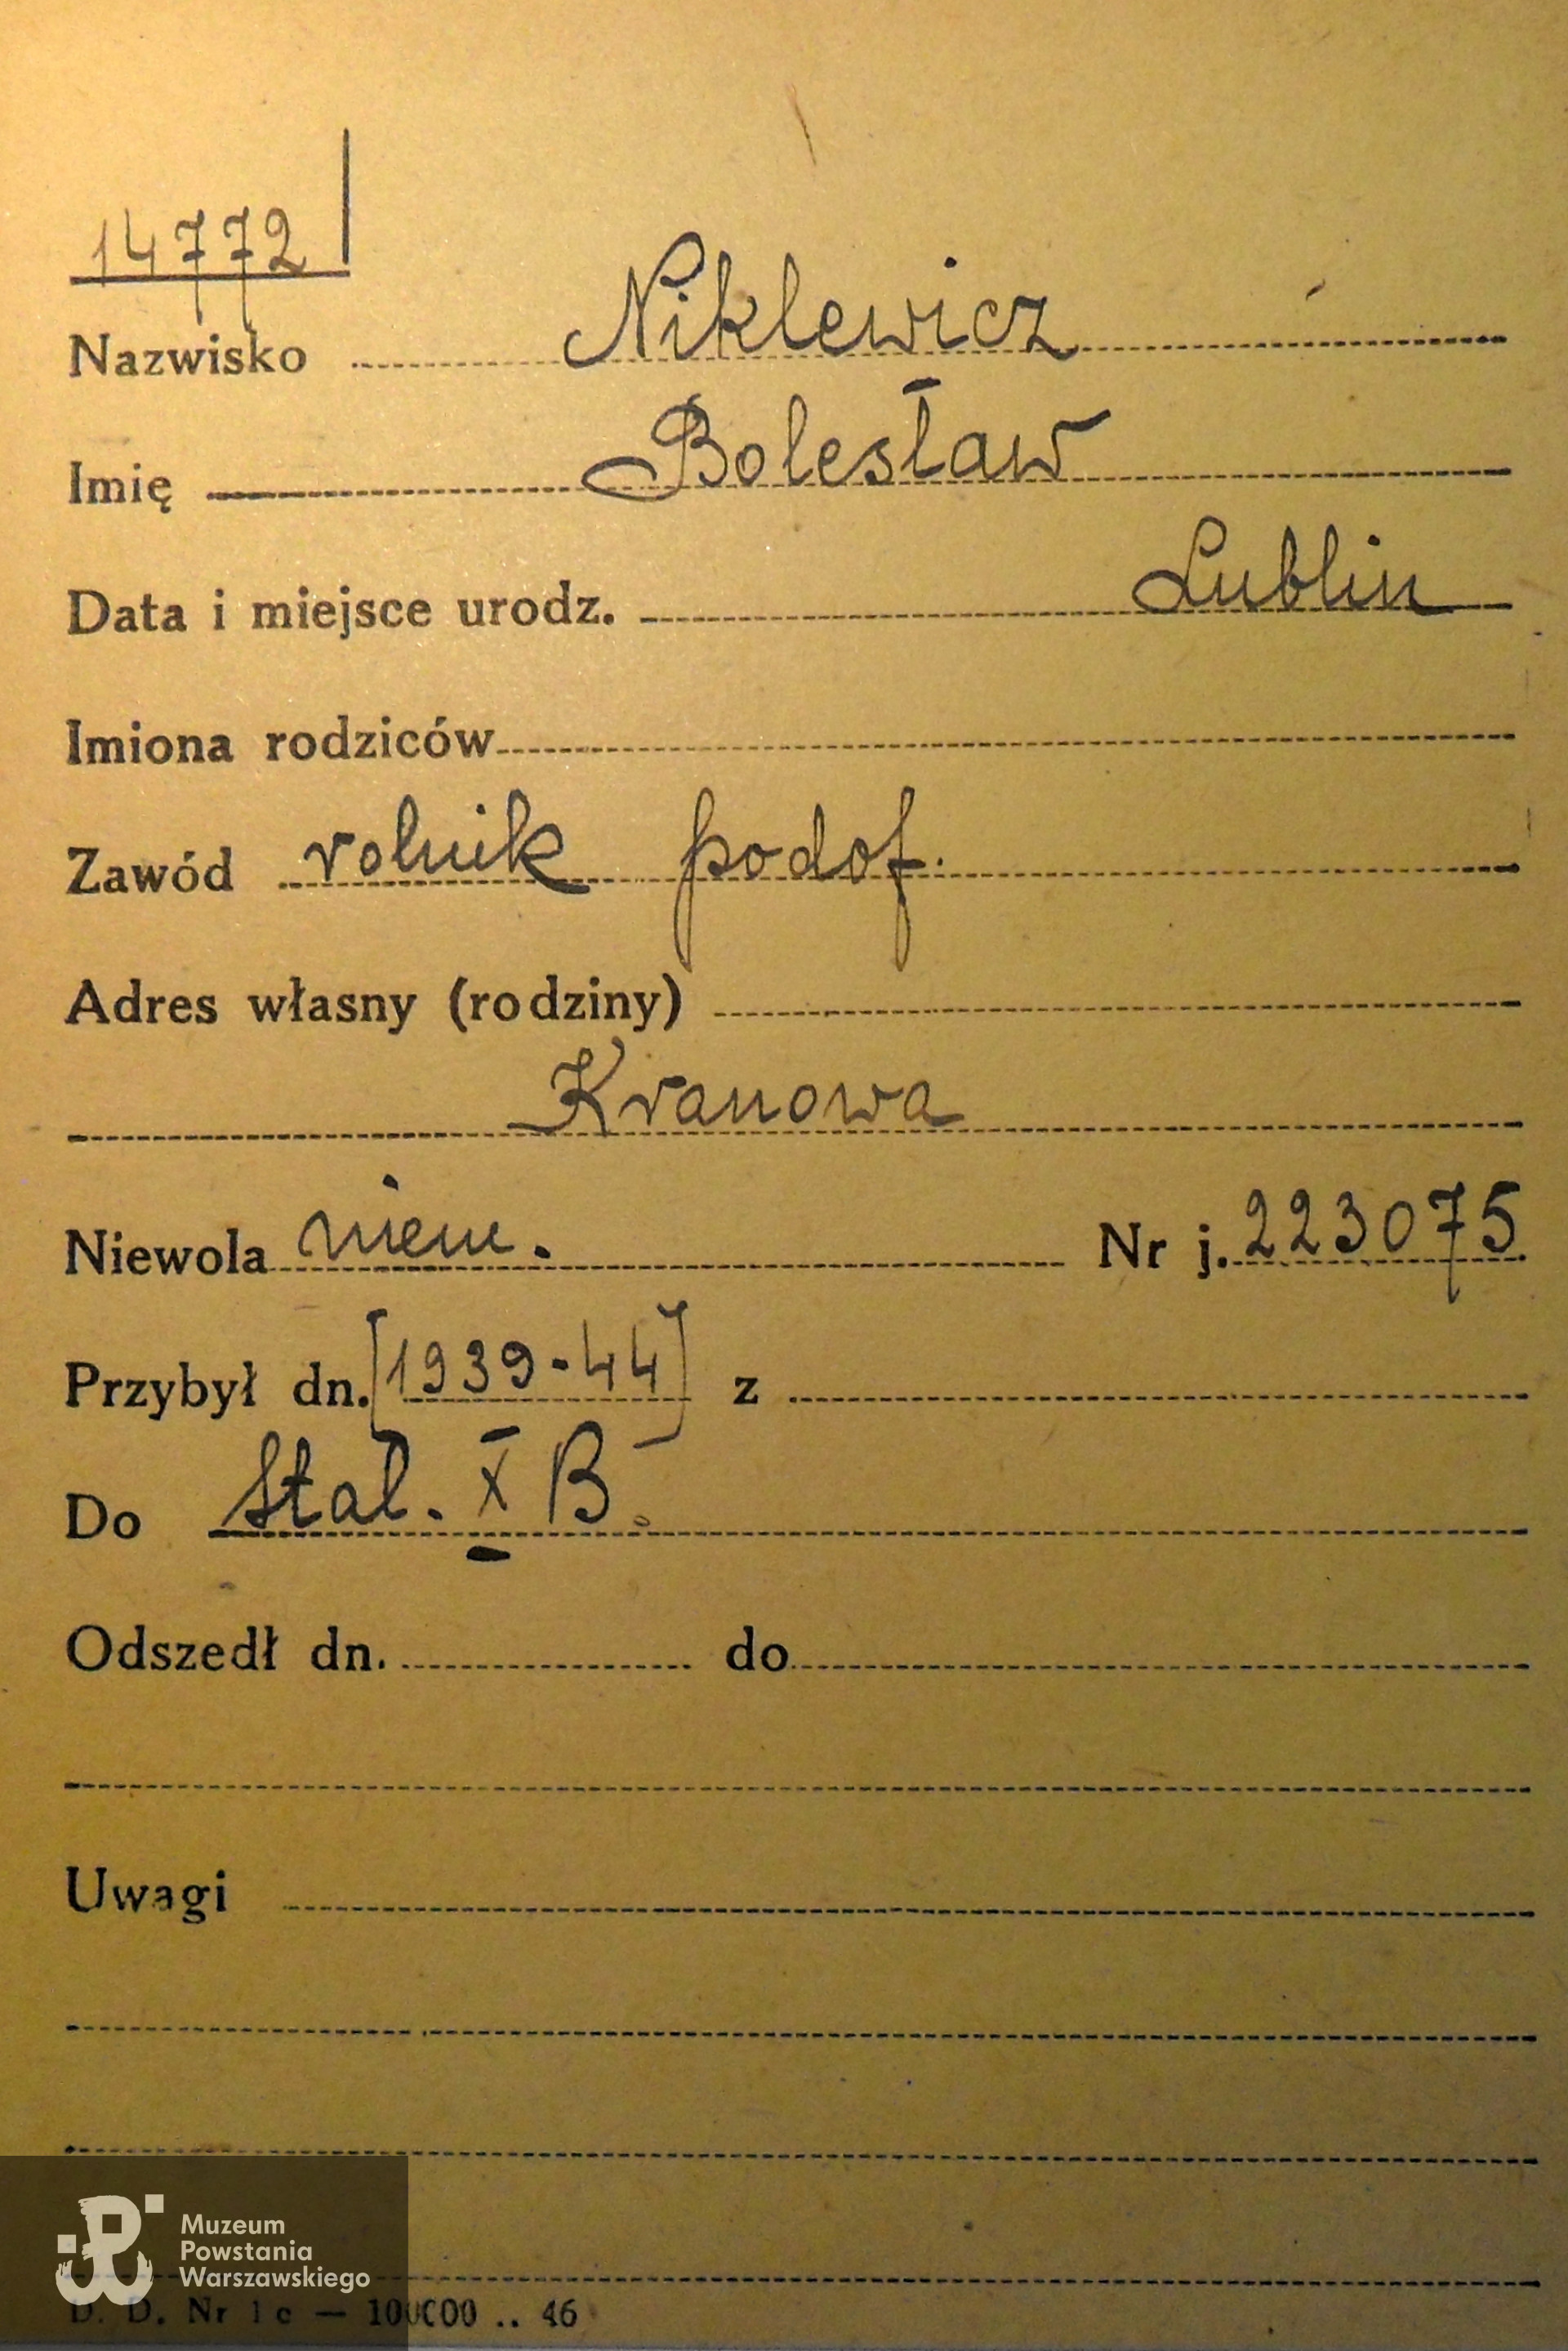 14772
Nazwisko Niklewicz
Imię Bolesław
Data i miejsce urodz. Lublin
Imiona rodziców
Zawód rolnik podof.
Adres własny (rodziny)
Kranowa
Niewola niem. Nr j. 223075
Przybył dn. [1939-44] z
Do Stal. X B.
Odszedł dn. do
Uwagi
Muzeum
Powstania
Warszawskiego
D. D. Nr 1 c — 100000 .. 46